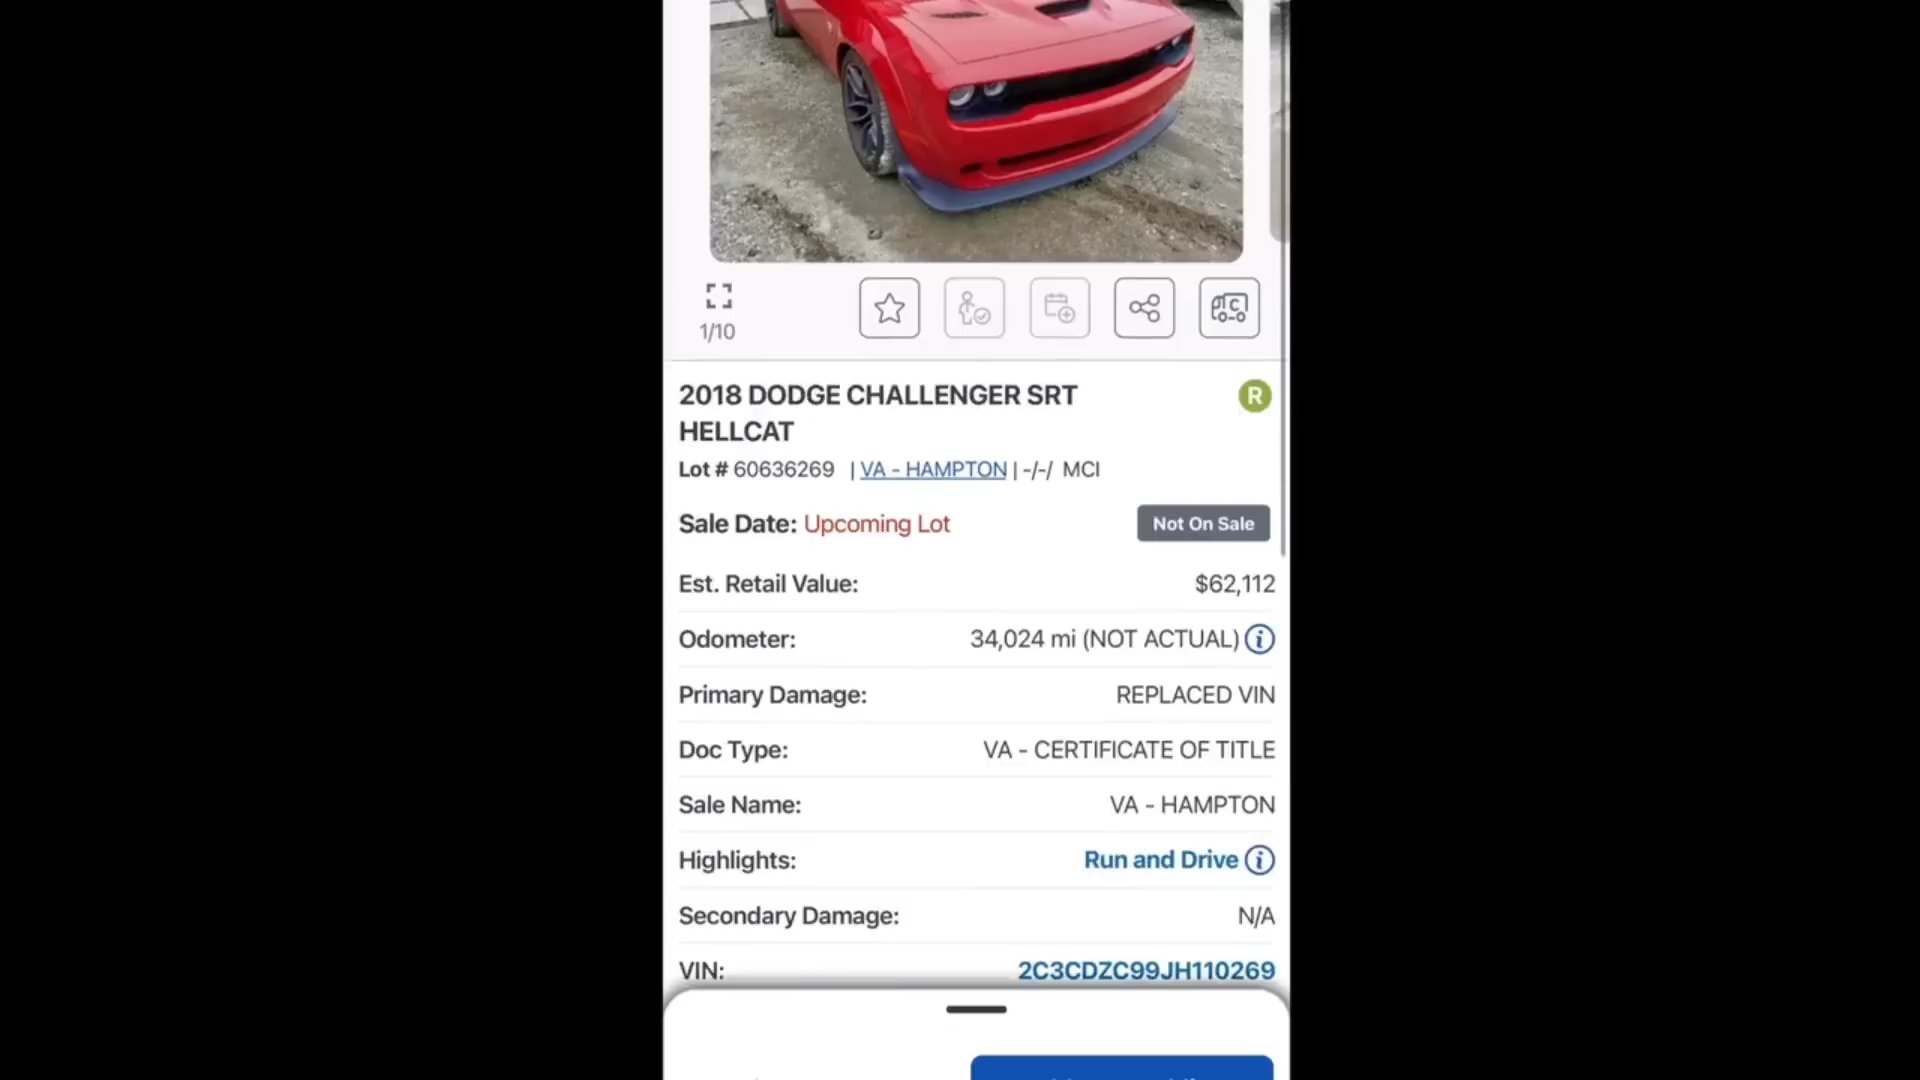 1/10
C
2018 DODGE CHALLENGER SRT
HELLCAT
R
Lot # 60636269 | VA - HAMPTON | -/-/ MCI
Sale Date: Upcoming Lot
Not On Sale
Est. Retail Value: $62,112
Odometer: 34,024 mi (NOT ACTUAL) i
Primary Damage: REPLACED VIN
Doc Type: VA - CERTIFICATE OF TITLE
Sale Name: VA - HAMPTON
Highlights: Run and Drive i
Secondary Damage: N/A
VIN: 2C3CDZC99JH110269